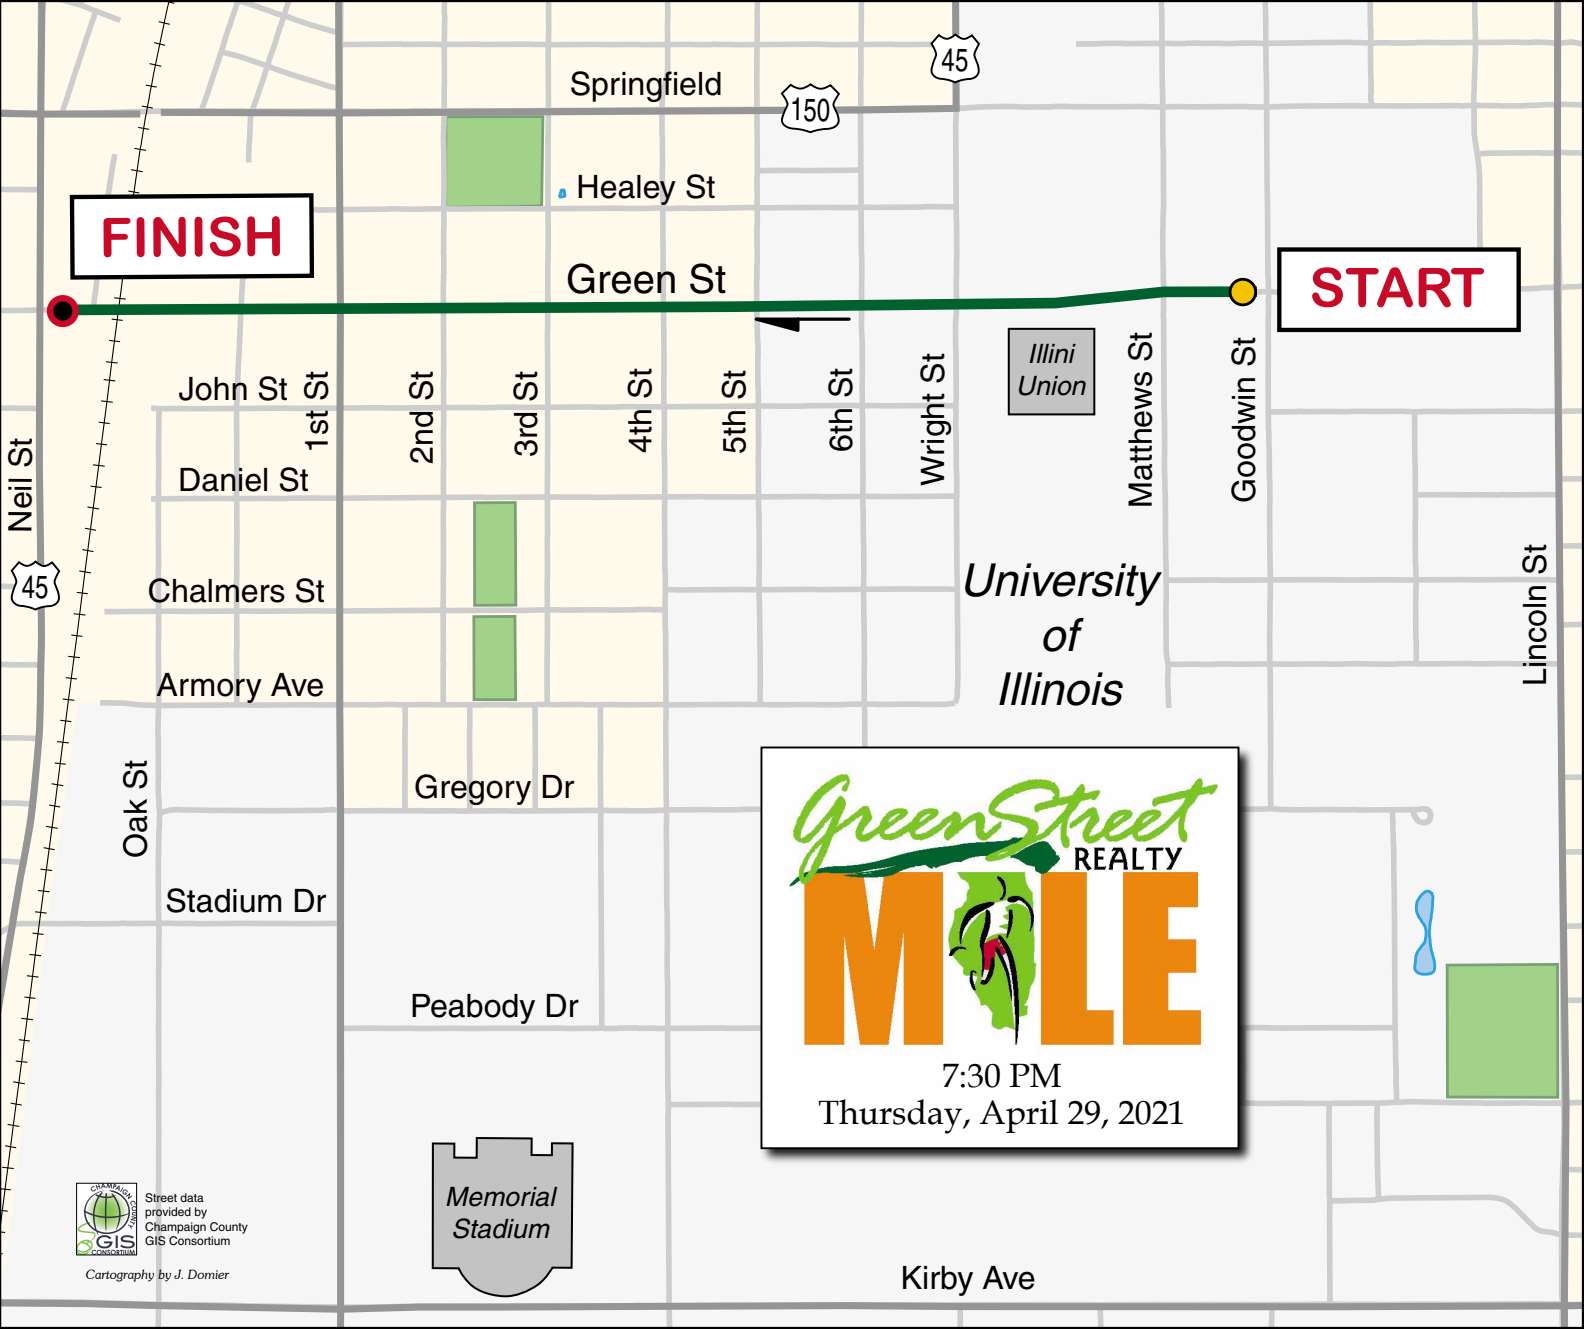 45
Springfield
150
Healey St
FINISH
Green St
START
Illini
Union
John St
1st St
2nd St
3rd St
4th St
5th St
6th St
Wright St
Matthews St
Goodwin St
Neil St
Daniel St
45
Chalmers St
University
of
Illinois
Lincoln St
Armory Ave
Oak St
Gregory Dr
GreenStreet
REALTY
MILE
Stadium Dr
Peabody Dr
7:30 PM
Thursday, April 29, 2021
Memorial
Stadium
CHAMPAIGN COUNTY
GIS
CONSORTIUM
Street data
provided by
Champaign County
GIS Consortium
Cartography by J. Domier
Kirby Ave